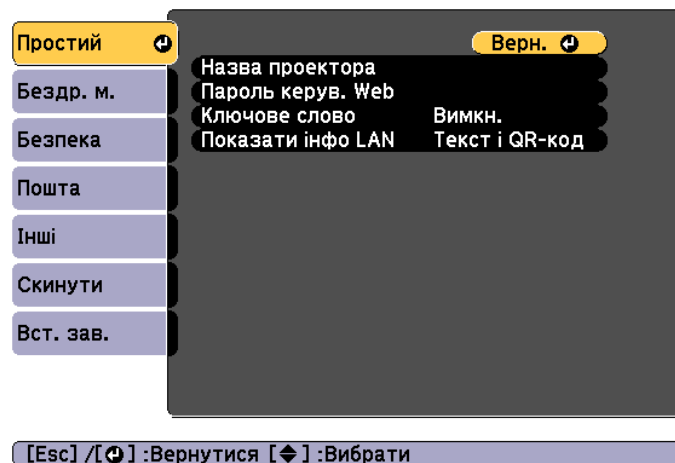 Простий
Бездр. м.
Безпека
Пошта
Інші
Скинути
Вст. зав.
Верн.
Назва проектора
Пароль керув. Web
Ключове слово Вимкн.
Показати інфо LAN Текст і QR-код
[Esc] /[ ] :Вернутися [ ] :Вибрати